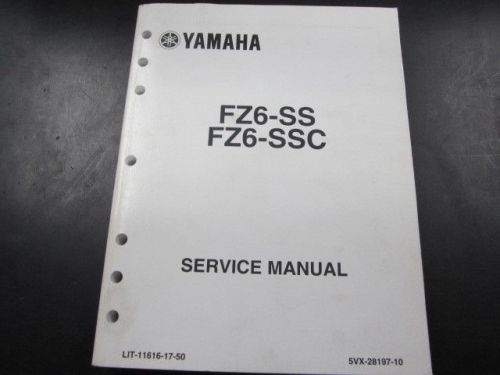 YAMAHA
FZ6-SS
FZ6-SSC
SERVICE MANUAL
LIT-11616-17-50
5VX-28197-10